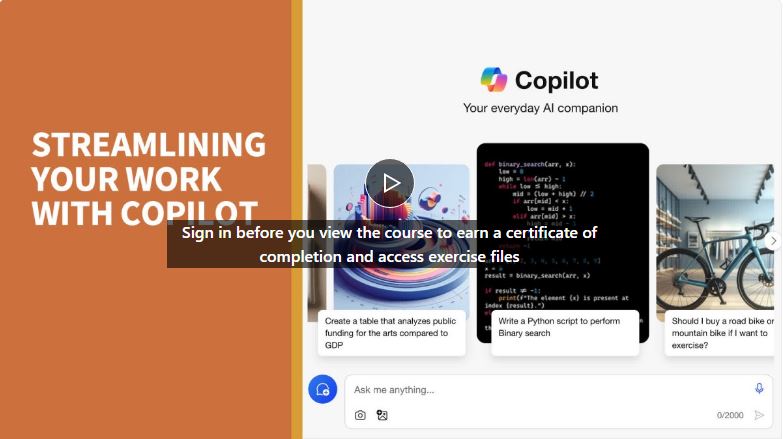 STREAMLINING
YOUR WORK
WITH COPILOT
Copilot
Your everyday AI companion
def binary_search(arr, x):
low = 0
high = len(arr) - 1
while low ≤ high:
mid = (low + high) // 2
if arr[mid] < x:
low = mid + 1
elif arr[mid] > x:
Sign in before you view the course to earn a certificate of
completion and access exercise files
result = binary_search(arr, x)
if result ≠ -1:
print(f"The element {x} is present at
index {result}.")
Create a table that analyzes public
funding for the arts compared to
GDP
Write a Python script to perform
Binary search
Should I buy a road bike or
mountain bike if I want to
exercise?
Ask me anything...
0/2000